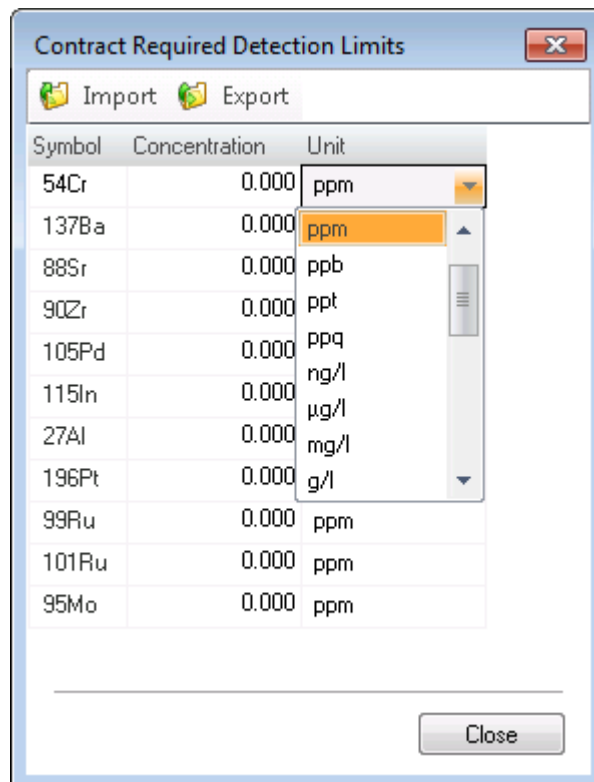 Contract Required Detection Limits
Import Export
Symbol Concentration Unit
54Cr 0.000 ppm
137Ba 0.000 ppm
88Sr 0.000 ppb
90Zr 0.000 ppt
105Pd 0.000 ppq
ng/l
115In 0.000 µg/l
27Al 0.000 mg/l
196Pt 0.000 g/l
99Ru 0.000 ppm
101Ru 0.000 ppm
95Mo 0.000 ppm
Close